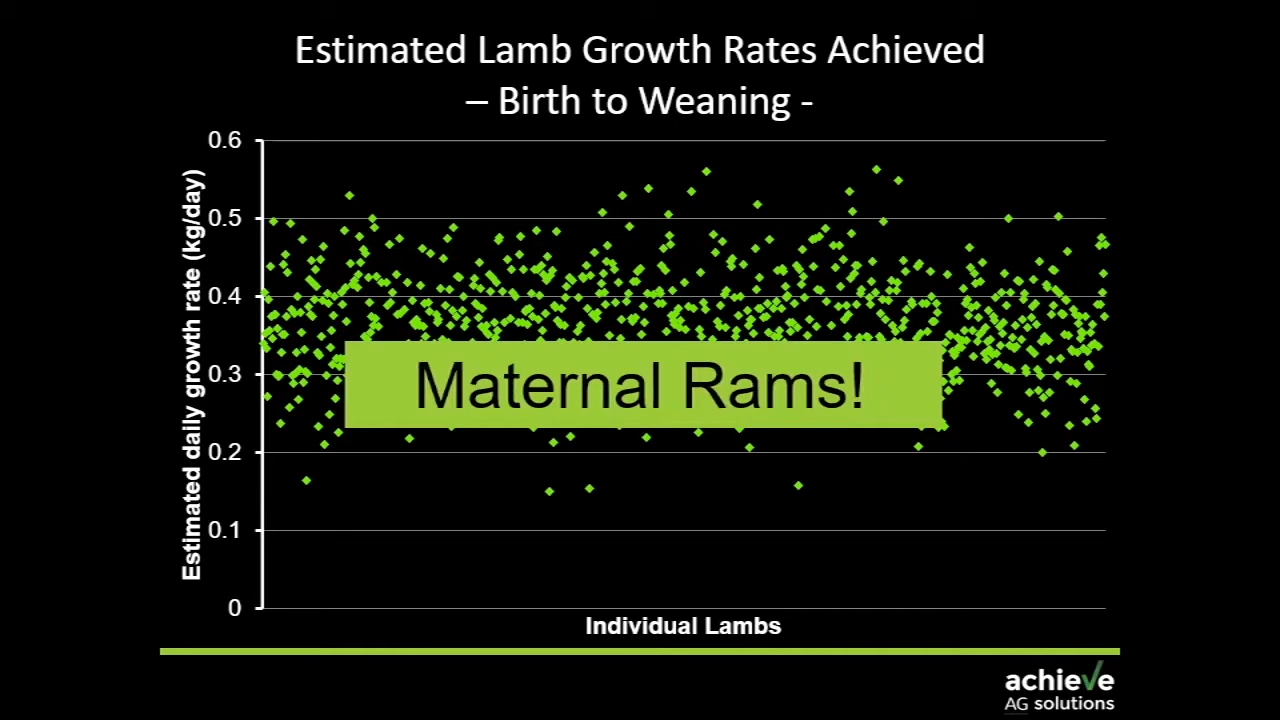 Estimated Lamb Growth Rates Achieved
– Birth to Weaning -
Estimated daily growth rate (kg/day)
0.6
0.5
0.4
0.3
0.2
0.1
0
Maternal Rams!
Individual Lambs
achieve
AG solutions